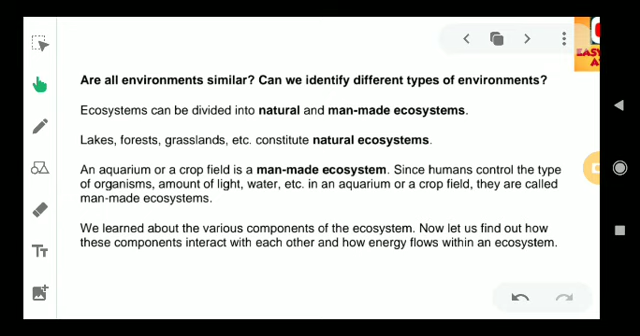 Are all environments similar? Can we identify different types of environments?
Ecosystems can be divided into natural and man-made ecosystems.
Lakes, forests, grasslands, etc. constitute natural ecosystems.
An aquarium or a crop field is a man-made ecosystem. Since humans control the type
of organisms, amount of light, water, etc. in an aquarium or a crop field, they are called
man-made ecosystems.
We learned about the various components of the ecosystem. Now let us find out how
these components interact with each other and how energy flows within an ecosystem.
Tт